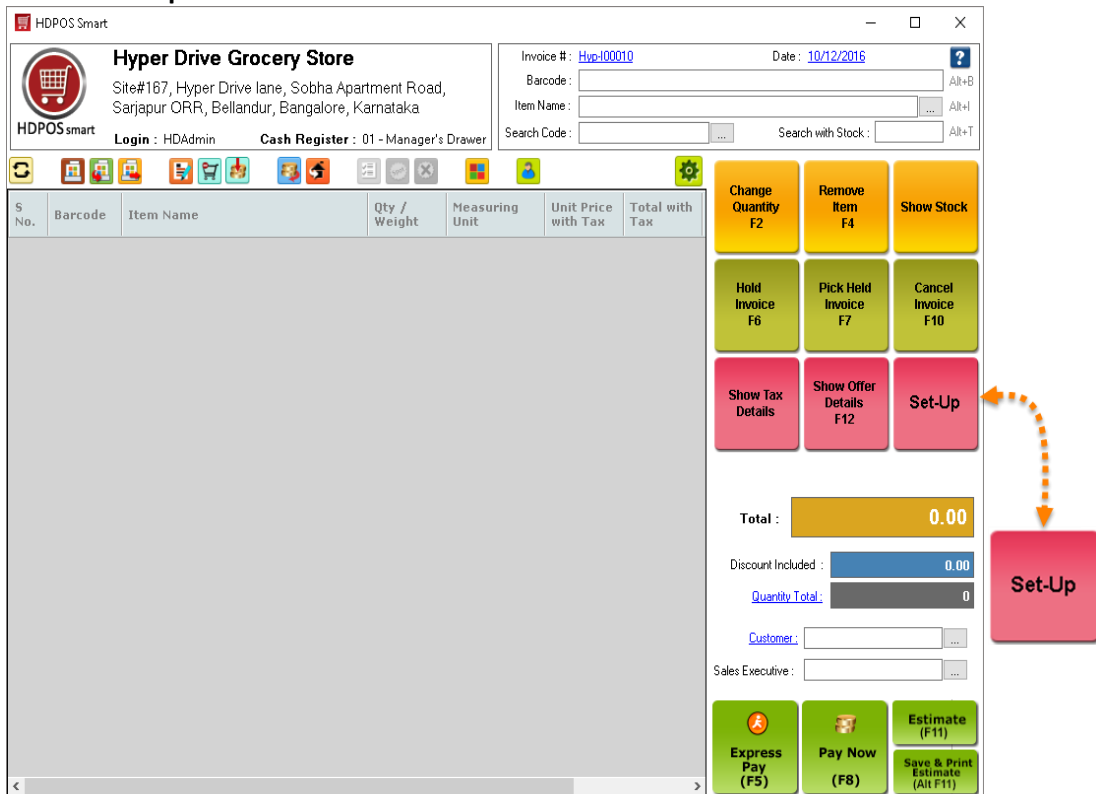 HDPOS Smart
Hyper Drive Grocery Store
Site#167, Hyper Drive lane, Sobha Apartment Road,
Sarjapur ORR, Bellandur, Bangalore, Karnataka
HDPOS smart
Login : HDAdmin Cash Register : 01 - Manager's Drawer
Invoice # : Hyp-I00010 Date : 10/12/2016 ?
Barcode : Alt+B
Item Name : ... Alt+I
Search Code : ... Search with Stock : Alt+T
S No. Barcode Item Name Qty / Weight Measuring Unit Unit Price with Tax Total with Tax
Change
Quantity
F2
Remove
Item
F4
Show Stock
Hold
Invoice
F6
Pick Held
Invoice
F7
Cancel
Invoice
F10
Show Tax
Details
Show Offer
Details
F12
Set-Up
Total : 0.00
Discount Included : 0.00
Quantity Total : 0
Set-Up
Customer : ...
Sales Executive : ...
Express
Pay
(F5)
Pay Now
(F8)
Estimate
(F11)
Save & Print
Estimate
(Alt F11)